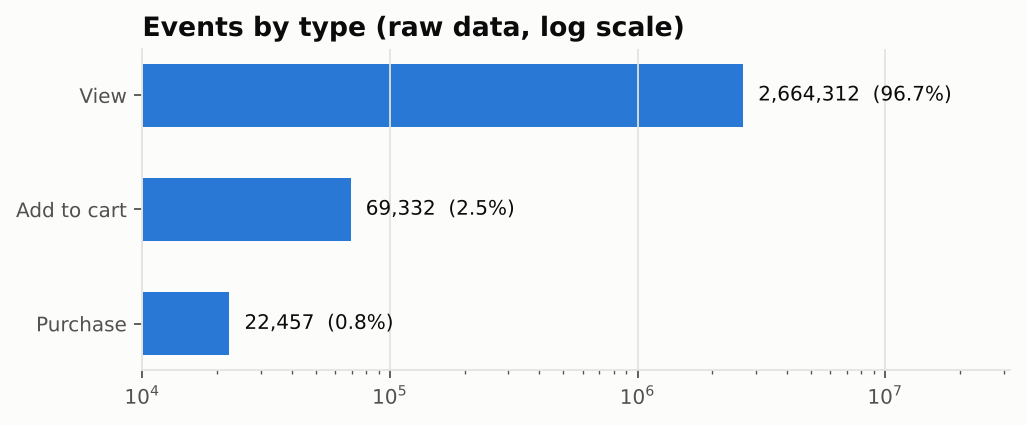 Events by type (raw data, log scale)
View
2,664,312 (96.7%)
Add to cart
69,332 (2.5%)
Purchase
22,457 (0.8%)
10⁴ 10⁵ 10⁶ 10⁷